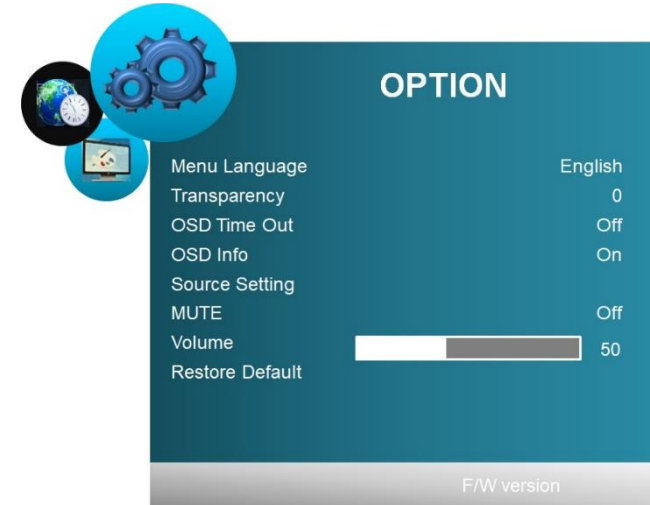 OPTION
Menu Language English
Transparency 0
OSD Time Out Off
OSD Info On
Source Setting
MUTE Off
Volume 50
Restore Default
F/W version